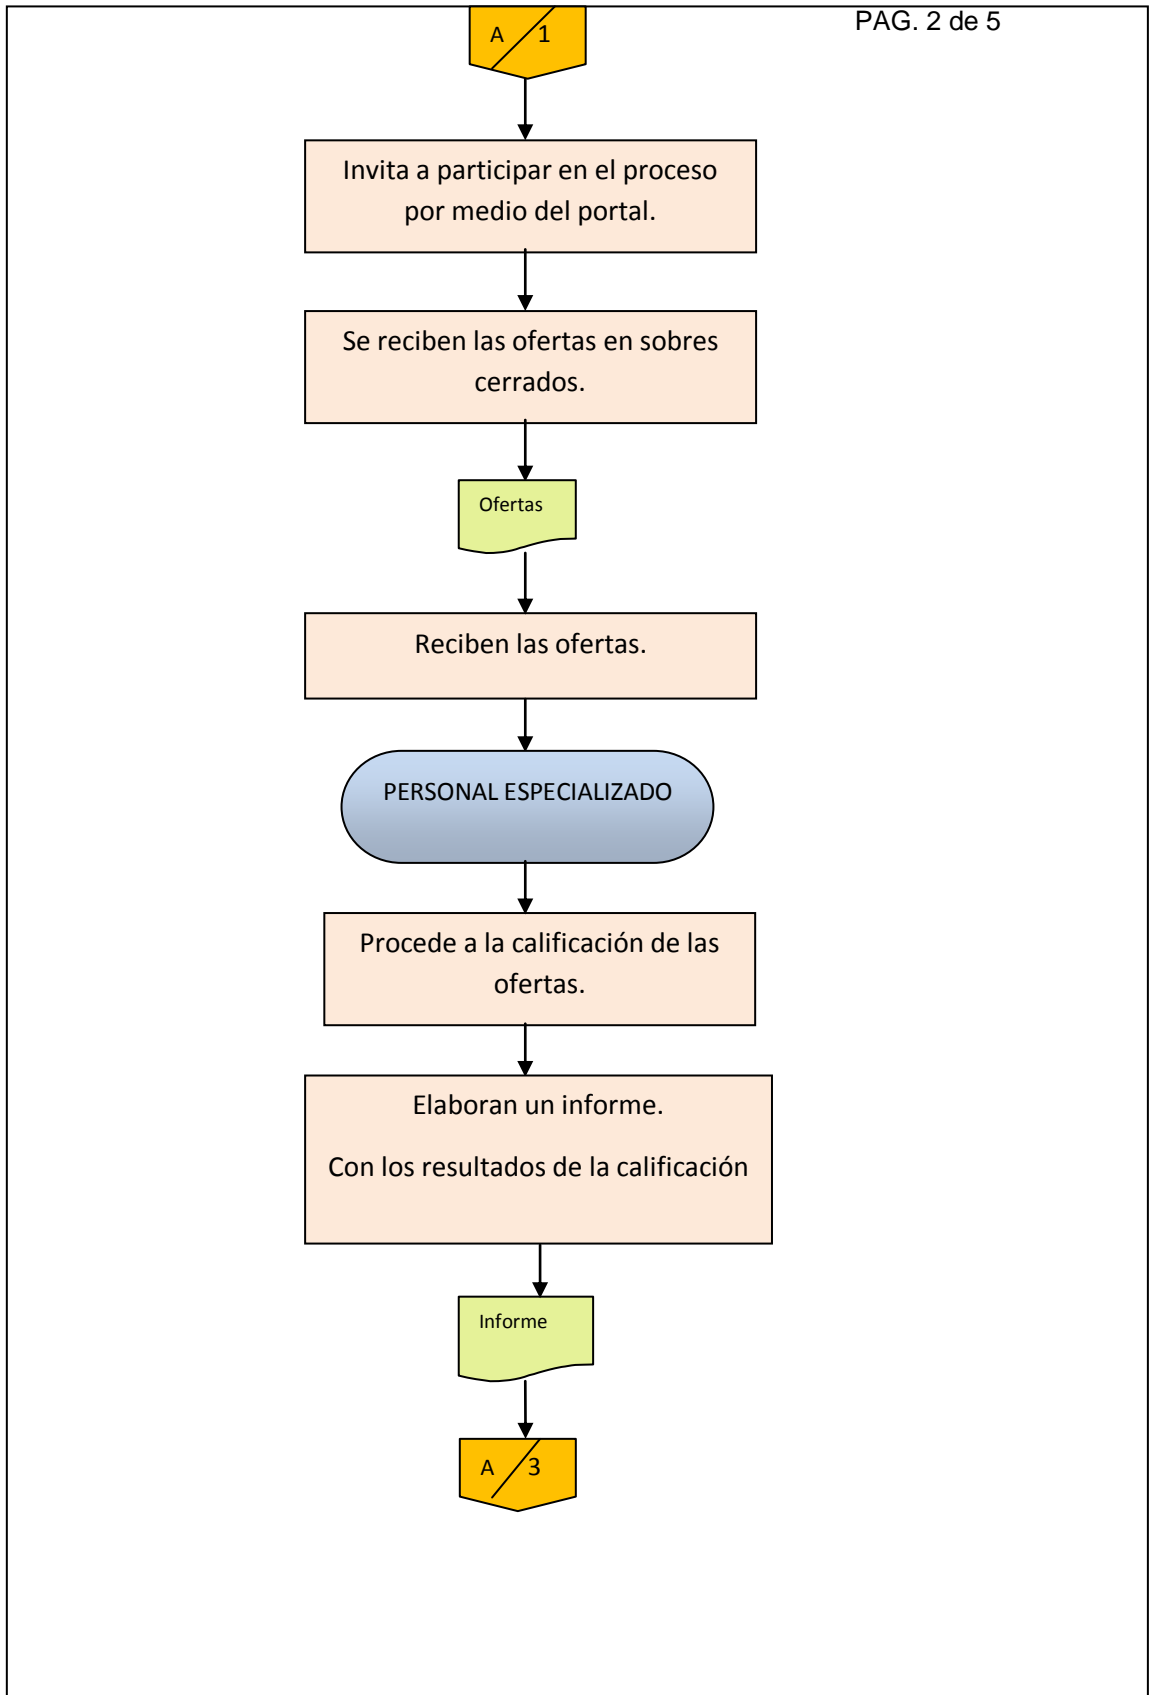 PAG. 2 de 5
A 1
Invita a participar en el proceso
por medio del portal.
Se reciben las ofertas en sobres
cerrados.
Ofertas
Reciben las ofertas.
PERSONAL ESPECIALIZADO
Procede a la calificación de las
ofertas.
Elaboran un informe.
Con los resultados de la calificación
Informe
A 3